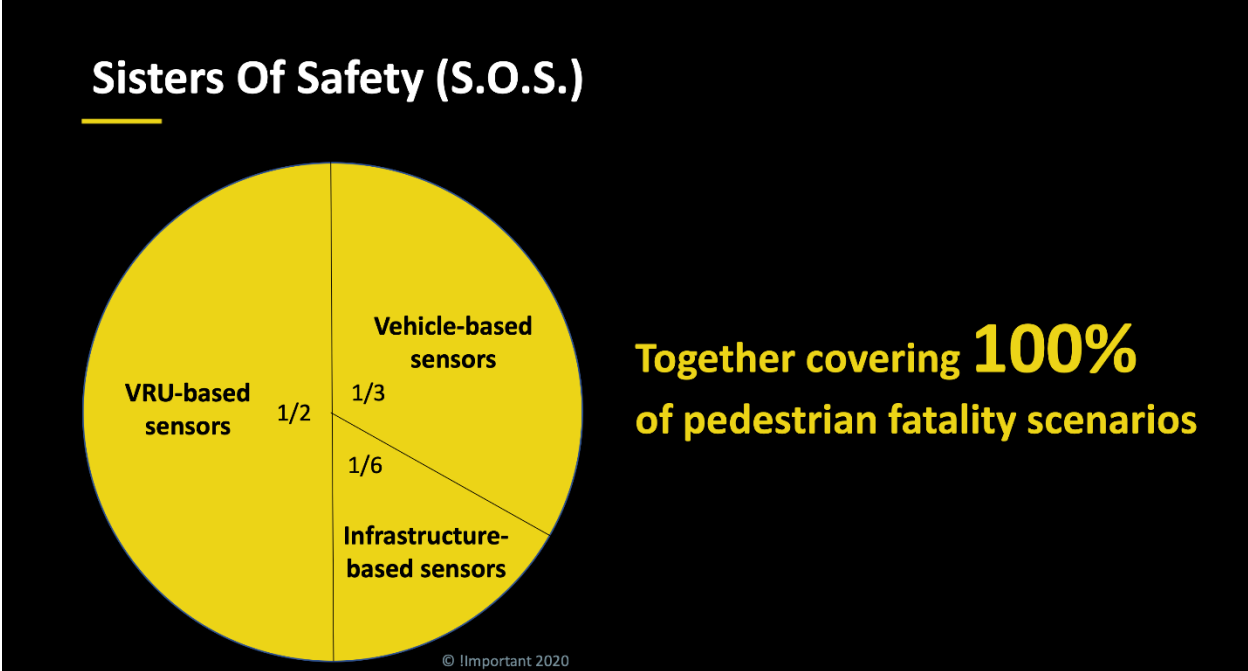 Sisters Of Safety (S.O.S.)
Vehicle-based
sensors
1/3
VRU-based
sensors
1/2
1/6
Infrastructure-
based sensors
Together covering 100%
of pedestrian fatality scenarios
© !Important 2020